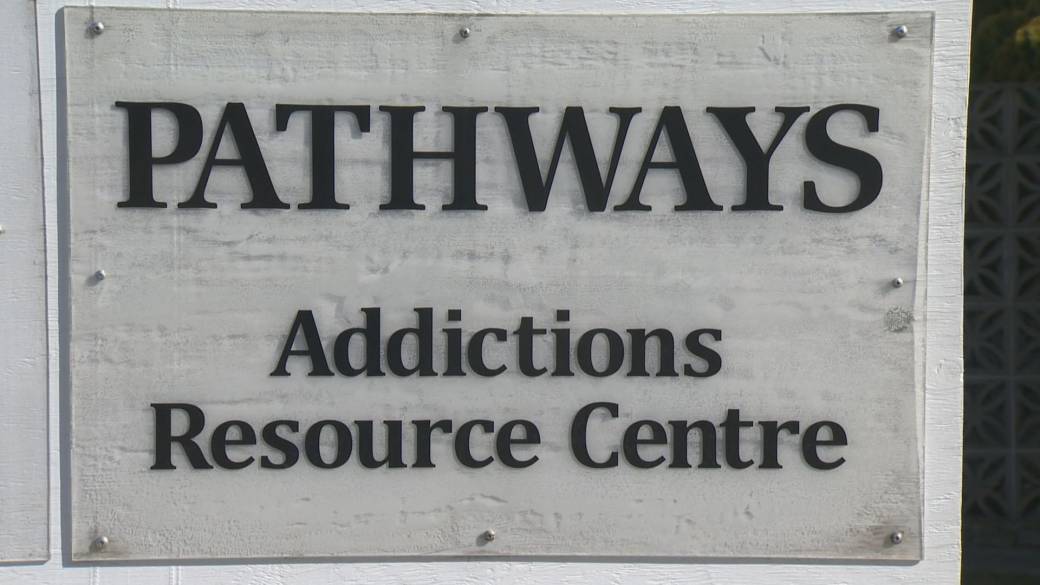 PATHWAYS
Addictions
Resource Centre